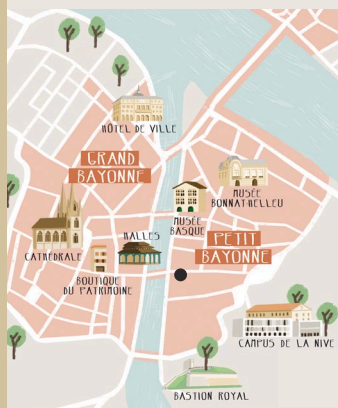 HÔTEL DE VILLE
GRAND
BAYONNE
MUSÉE
BONNAT-HELLEU
MUSÉE
BASQUE
HALLES
PETIT
BAYONNE
CATHÉDRALE
BOUTIQUE
DU PATRIMOINE
CAMPUS DE LA NIVE
BASTION ROYAL